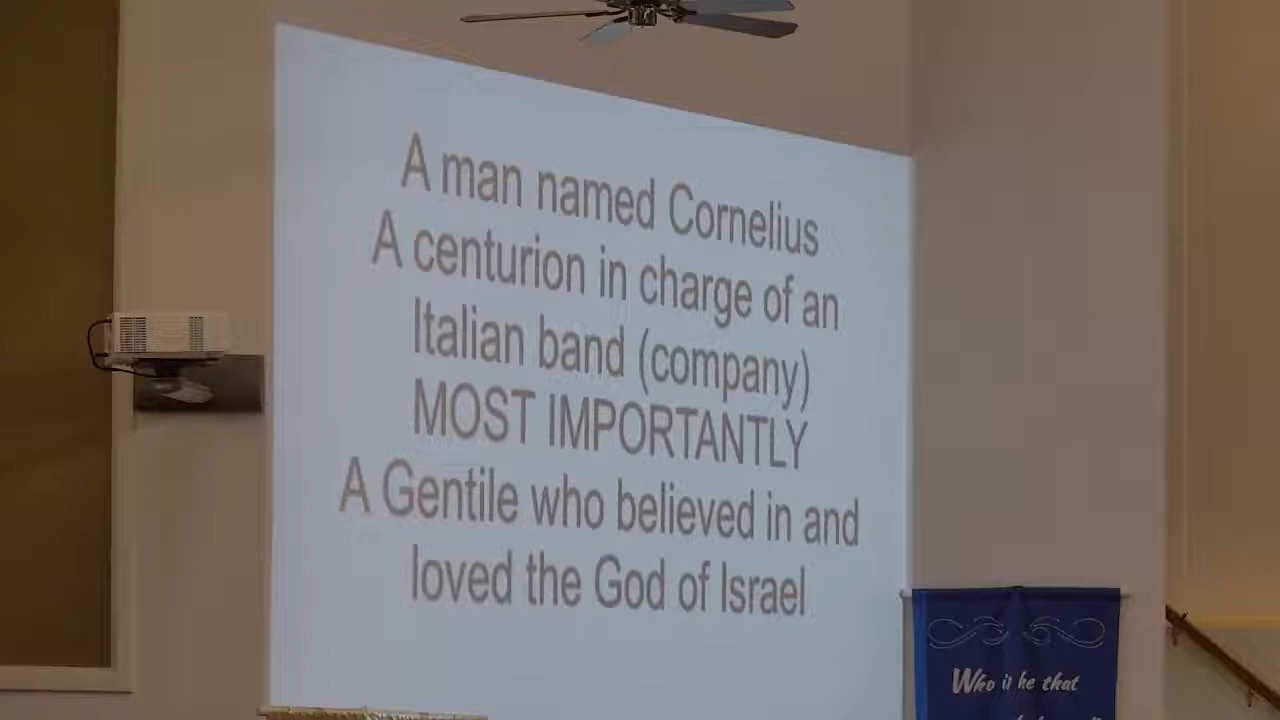 A man named Cornelius
A centurion in charge of an
Italian band (company)
MOST IMPORTANTLY
A Gentile who believed in and
loved the God of Israel
Who is he that